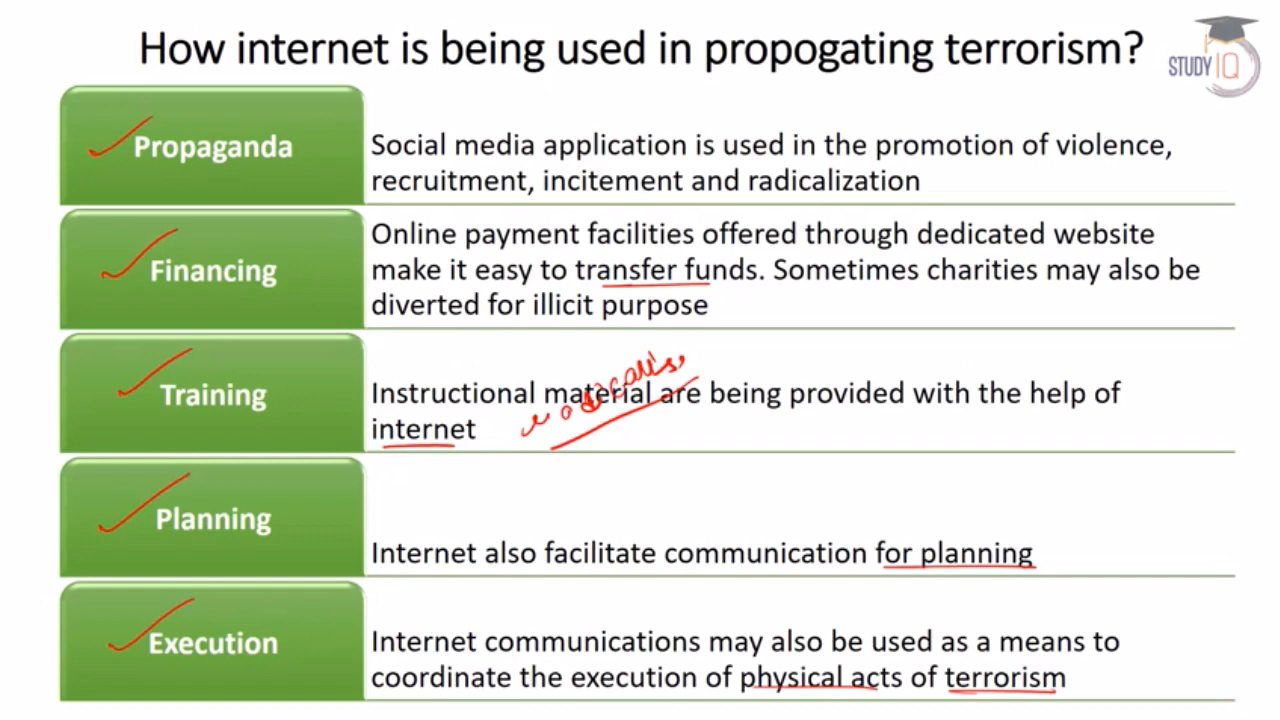 How internet is being used in propogating terrorism?
STUDY IQ
Propaganda
Social media application is used in the promotion of violence,
recruitment, incitement and radicalization
Financing
Online payment facilities offered through dedicated website
make it easy to transfer funds. Sometimes charities may also be
diverted for illicit purpose
Training
Instructional material are being provided with the help of
internet
Planning
Internet also facilitate communication for planning
Execution
Internet communications may also be used as a means to
coordinate the execution of physical acts of terrorism